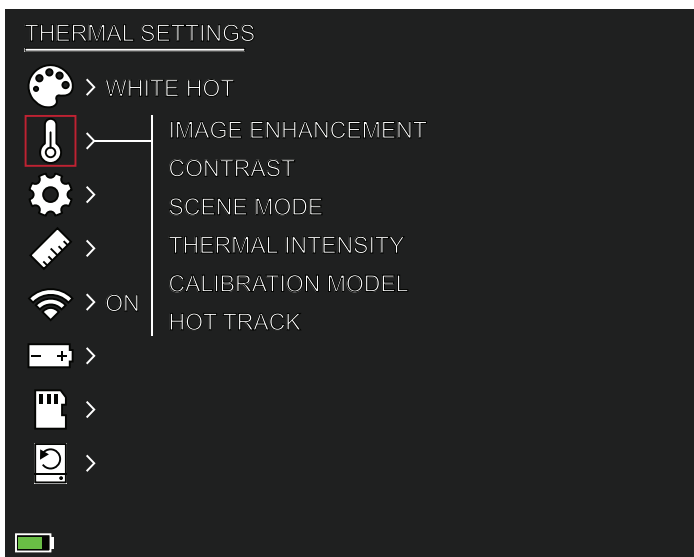 THERMAL SETTINGS
WHITE HOT
IMAGE ENHANCEMENT
CONTRAST
SCENE MODE
THERMAL INTENSITY
CALIBRATION MODEL
ON
HOT TRACK